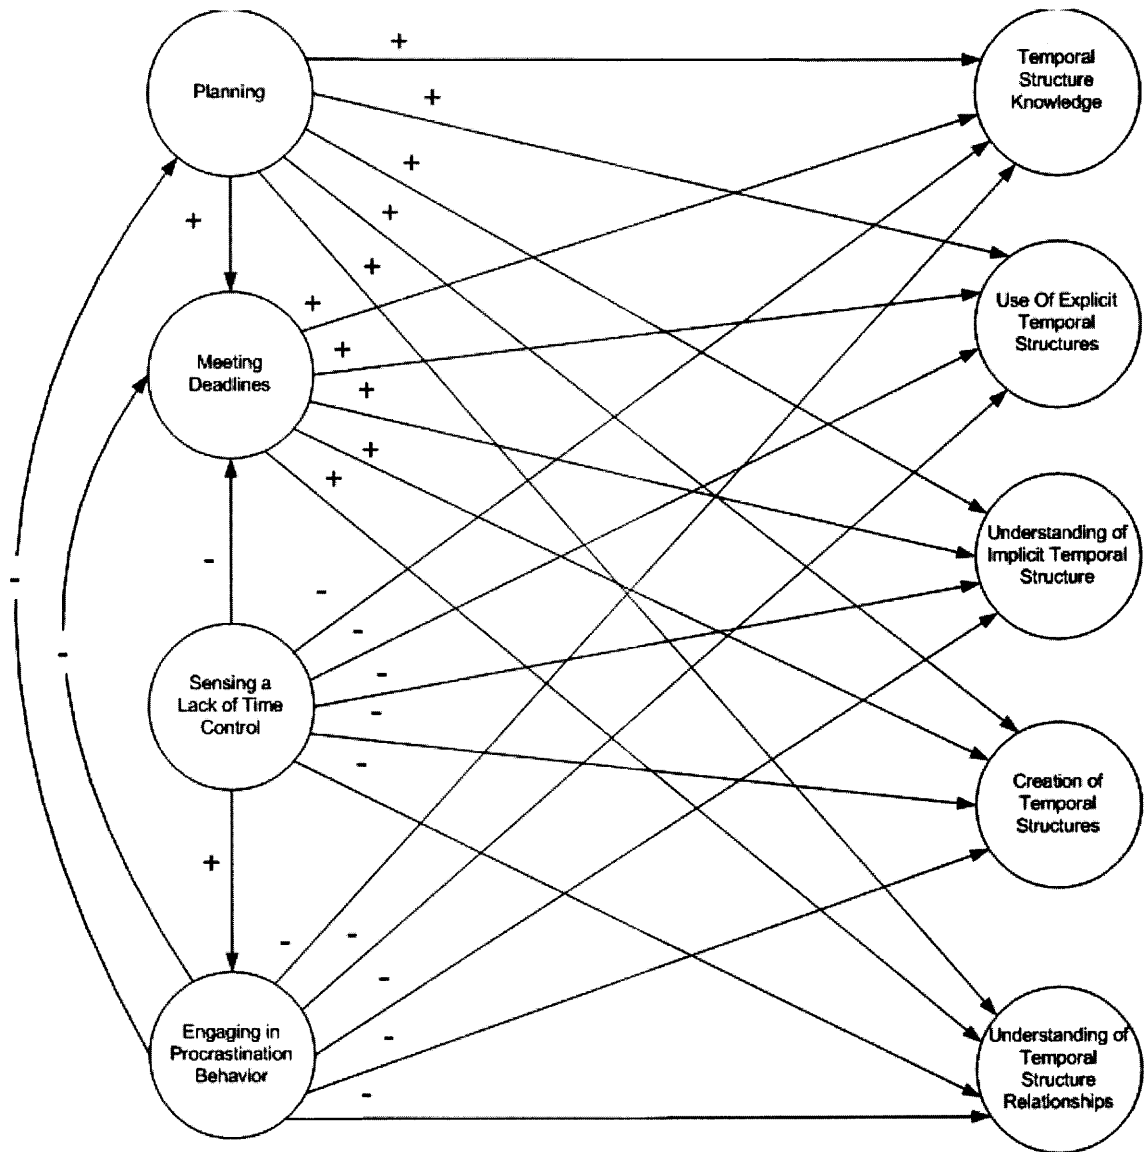 Planning
Temporal
Structure
Knowledge
+
+
+
+
+
+
Meeting
Deadlines
Use Of Explicit
Temporal
Structures
+
+
+
+
+
Sensing a
Lack of Time
Control
Understanding of
Implicit Temporal
Structure
-
-
-
-
-
-
-
-
+
Creation of
Temporal
Structures
Engaging in
Procrastination
Behavior
-
-
-
-
-
Understanding of
Temporal
Structure
Relationships